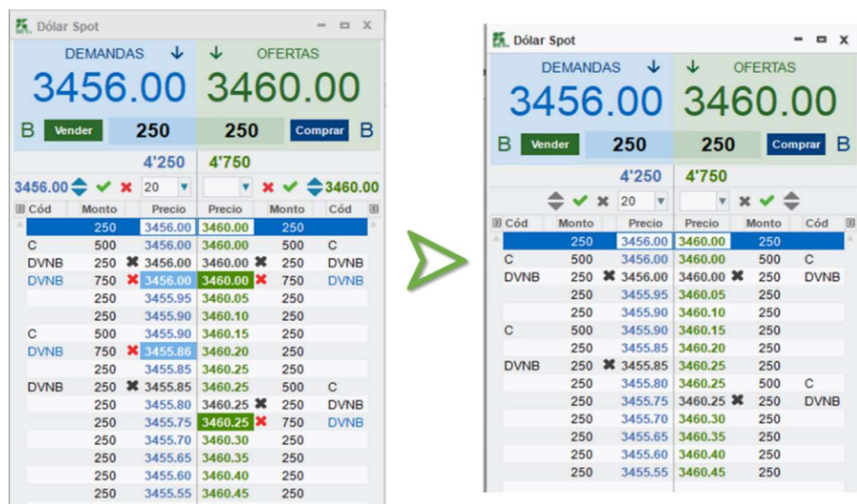 Dólar Spot
DEMANDAS OFERTAS
3456.00 3460.00
B Vender 250 250 Comprar B
4'250 4'750
3456.00 20 3460.00
Cód Monto Precio Precio Monto Cód
250 3456.00 3460.00 250
C 500 3456.00 3460.00 500 C
DVNB 250 3456.00 3460.00 250 DVNB
DVNB 750 3456.00 3460.00 750 DVNB
250 3455.95 3460.05 250
250 3455.90 3460.10 250
C 500 3455.90 3460.15 250
DVNB 750 3455.86 3460.20 250
250 3455.85 3460.25 250
DVNB 250 3455.85 3460.25 500 C
250 3455.80 3460.25 250 DVNB
250 3455.75 3460.25 750 DVNB
250 3455.70 3460.30 250
250 3455.65 3460.35 250
250 3455.60 3460.40 250
250 3455.55 3460.45 250
Dólar Spot
DEMANDAS OFERTAS
3456.00 3460.00
B Vender 250 250 Comprar B
4'250 4'750
20
Cód Monto Precio Precio Monto Cód
250 3456.00 3460.00 250
C 500 3456.00 3460.00 500 C
DVNB 250 3456.00 3460.00 250 DVNB
250 3455.95 3460.05 250
250 3455.90 3460.10 250
C 500 3455.90 3460.15 250
250 3455.85 3460.20 250
DVNB 250 3455.85 3460.25 250
250 3455.80 3460.25 500 C
250 3455.75 3460.25 250 DVNB
250 3455.70 3460.30 250
250 3455.65 3460.35 250
250 3455.60 3460.40 250
250 3455.55 3460.45 250